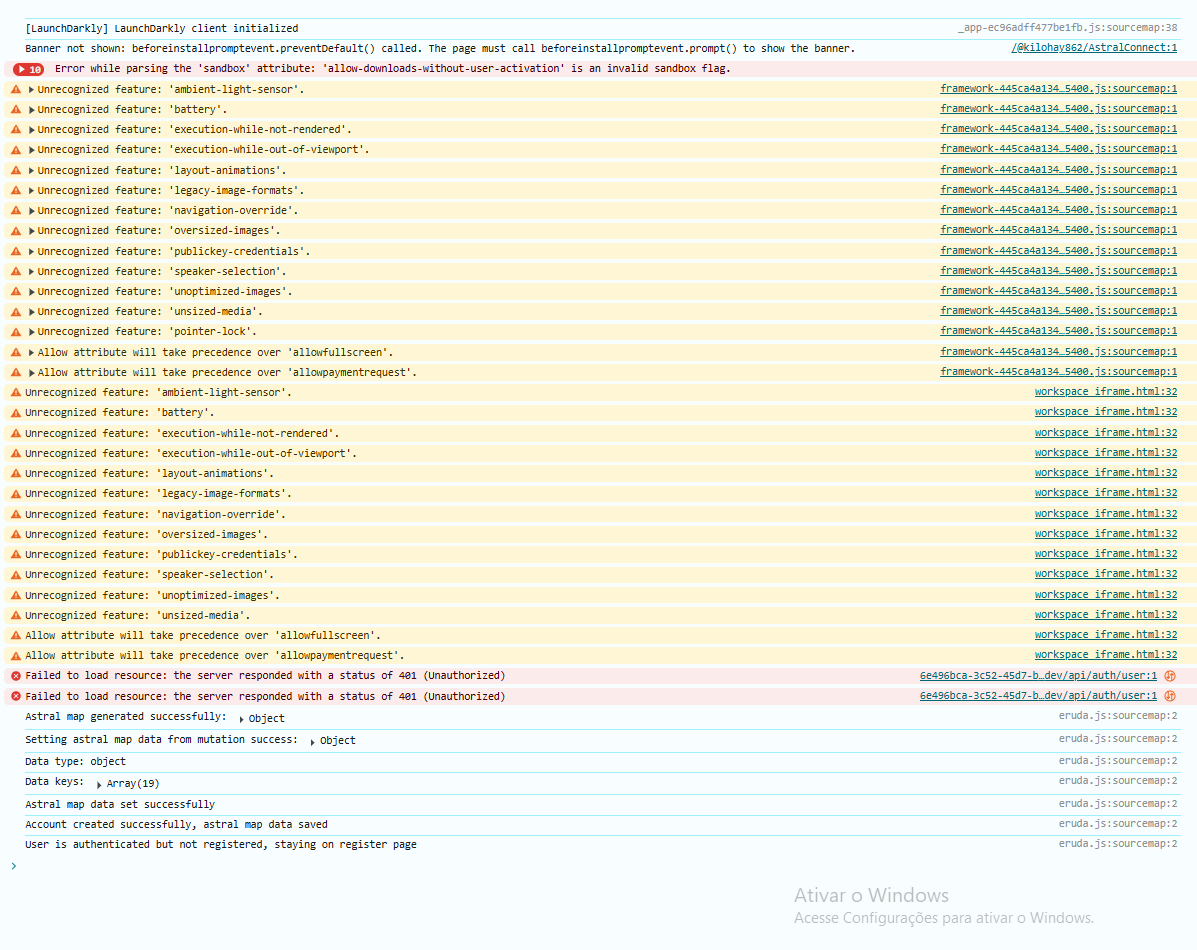 [LaunchDarkly] LaunchDarkly client initialized _app-ec96adff477be1fb.js:sourcemap:38
Banner not shown: beforeinstallpromptevent.preventDefault() called. The page must call beforeinstallpromptevent.prompt() to show the banner. /@kilohay862/AstralConnect:1
10 Error while parsing the 'sandbox' attribute: 'allow-downloads-without-user-activation' is an invalid sandbox flag.
Unrecognized feature: 'ambient-light-sensor'. framework-445ca4a134…5400.js:sourcemap:1
Unrecognized feature: 'battery'. framework-445ca4a134…5400.js:sourcemap:1
Unrecognized feature: 'execution-while-not-rendered'. framework-445ca4a134…5400.js:sourcemap:1
Unrecognized feature: 'execution-while-out-of-viewport'. framework-445ca4a134…5400.js:sourcemap:1
Unrecognized feature: 'layout-animations'. framework-445ca4a134…5400.js:sourcemap:1
Unrecognized feature: 'legacy-image-formats'. framework-445ca4a134…5400.js:sourcemap:1
Unrecognized feature: 'navigation-override'. framework-445ca4a134…5400.js:sourcemap:1
Unrecognized feature: 'oversized-images'. framework-445ca4a134…5400.js:sourcemap:1
Unrecognized feature: 'publickey-credentials'. framework-445ca4a134…5400.js:sourcemap:1
Unrecognized feature: 'speaker-selection'. framework-445ca4a134…5400.js:sourcemap:1
Unrecognized feature: 'unoptimized-images'. framework-445ca4a134…5400.js:sourcemap:1
Unrecognized feature: 'unsized-media'. framework-445ca4a134…5400.js:sourcemap:1
Unrecognized feature: 'pointer-lock'. framework-445ca4a134…5400.js:sourcemap:1
Allow attribute will take precedence over 'allowfullscreen'. framework-445ca4a134…5400.js:sourcemap:1
Allow attribute will take precedence over 'allowpaymentrequest'. framework-445ca4a134…5400.js:sourcemap:1
Unrecognized feature: 'ambient-light-sensor'. workspace_iframe.html:32
Unrecognized feature: 'battery'. workspace_iframe.html:32
Unrecognized feature: 'execution-while-not-rendered'. workspace_iframe.html:32
Unrecognized feature: 'execution-while-out-of-viewport'. workspace_iframe.html:32
Unrecognized feature: 'layout-animations'. workspace_iframe.html:32
Unrecognized feature: 'legacy-image-formats'. workspace_iframe.html:32
Unrecognized feature: 'navigation-override'. workspace_iframe.html:32
Unrecognized feature: 'oversized-images'. workspace_iframe.html:32
Unrecognized feature: 'publickey-credentials'. workspace_iframe.html:32
Unrecognized feature: 'speaker-selection'. workspace_iframe.html:32
Unrecognized feature: 'unoptimized-images'. workspace_iframe.html:32
Unrecognized feature: 'unsized-media'. workspace_iframe.html:32
Allow attribute will take precedence over 'allowfullscreen'. workspace_iframe.html:32
Allow attribute will take precedence over 'allowpaymentrequest'. workspace_iframe.html:32
Failed to load resource: the server responded with a status of 401 (Unauthorized) 6e496bca-3c52-45d7-b…dev/api/auth/user:1
Failed to load resource: the server responded with a status of 401 (Unauthorized) 6e496bca-3c52-45d7-b…dev/api/auth/user:1
Astral map generated successfully: Object eruda.js:sourcemap:2
Setting astral map data from mutation success: Object eruda.js:sourcemap:2
Data type: object eruda.js:sourcemap:2
Data keys: Array(19) eruda.js:sourcemap:2
Astral map data set successfully eruda.js:sourcemap:2
Account created successfully, astral map data saved eruda.js:sourcemap:2
User is authenticated but not registered, staying on register page eruda.js:sourcemap:2
Ativar o Windows
Acesse Configurações para ativar o Windows.